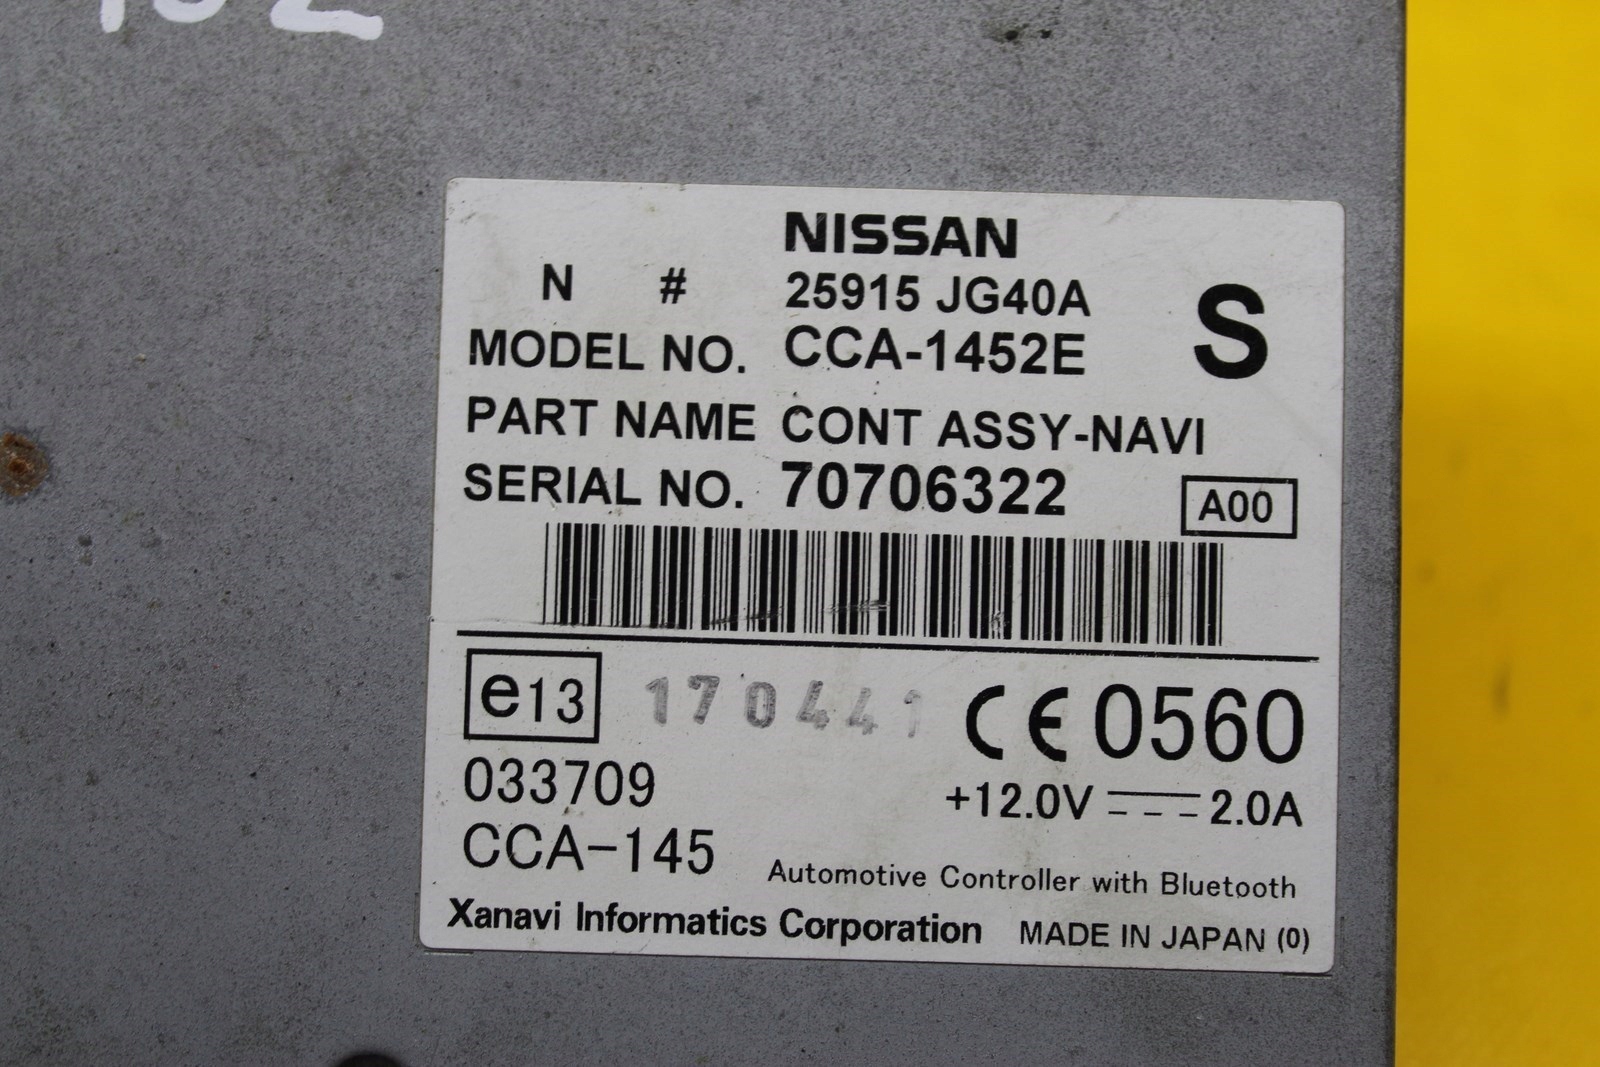 NISSAN
N # 25915 JG40A
S
MODEL NO. CCA-1452E
PART NAME CONT ASSY-NAVI
SERIAL NO. 70706322
A00
e13 170441 CE 0560
033709
+12.0V 2.0A
CCA-145
Automotive Controller with Bluetooth
Xanavi Informatics Corporation MADE IN JAPAN (0)